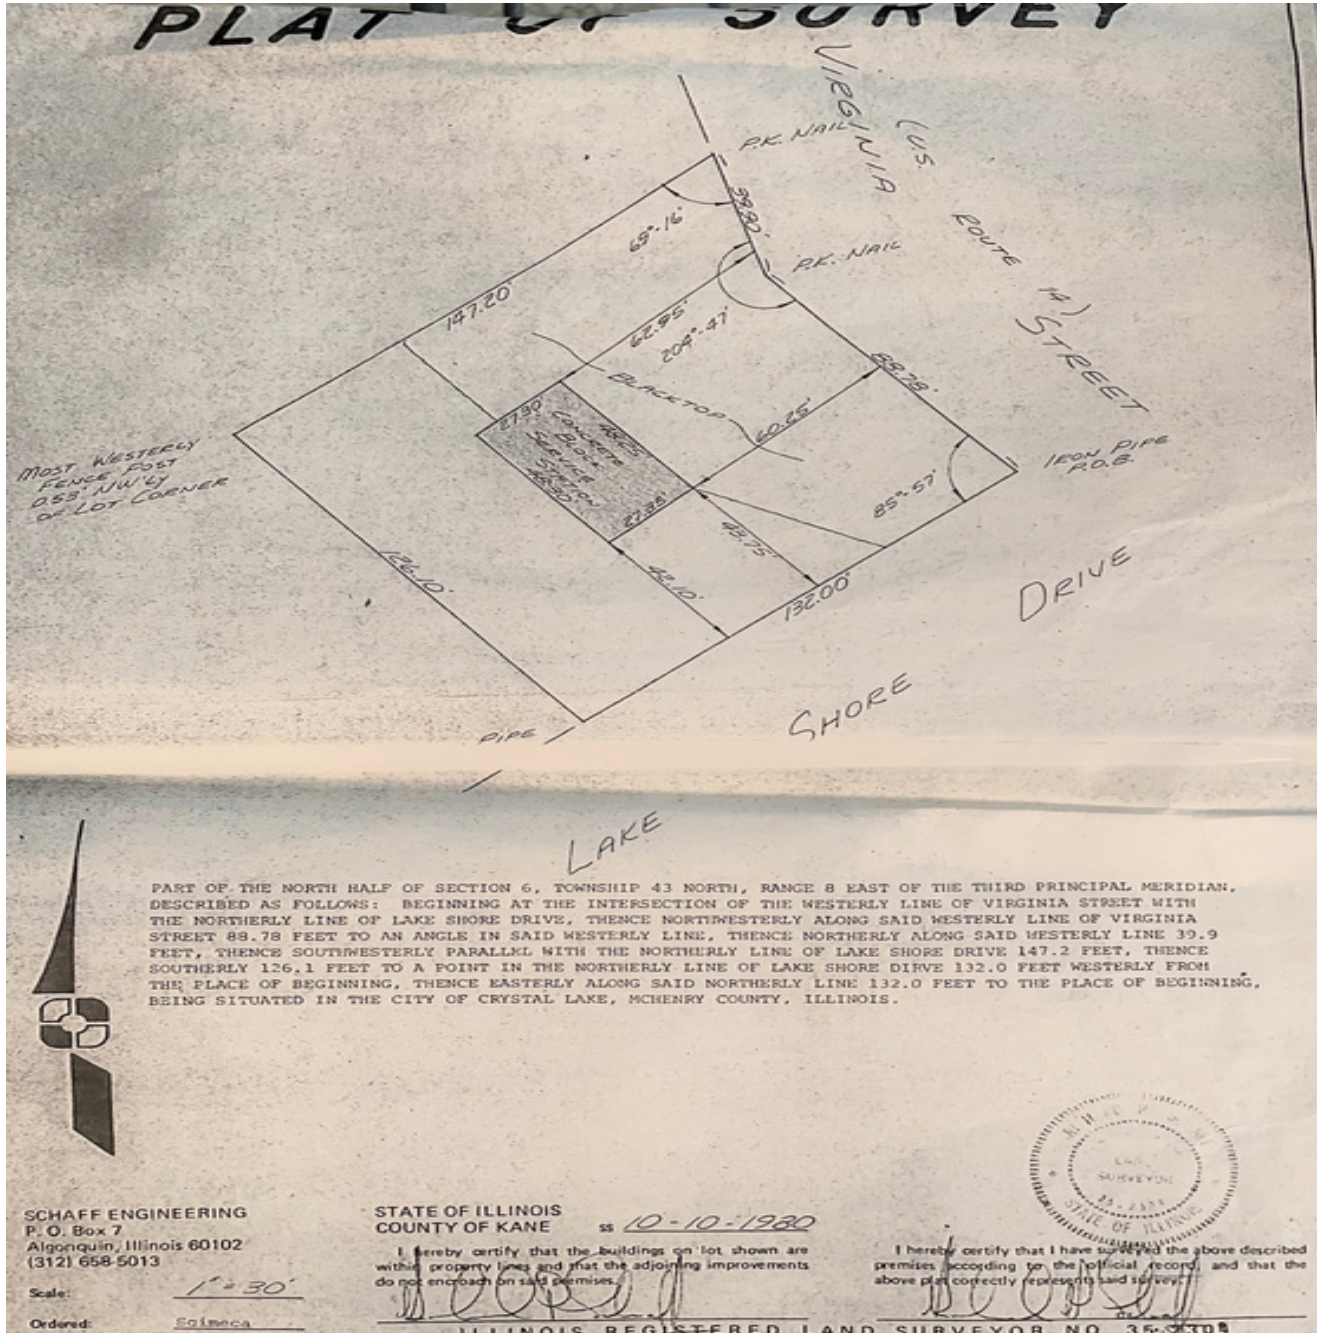 PLAT OF SURVEY
VIRGINIA
(U.S.
ROUTE
14)
STREET
P.K. NAIL
39.90'
69°-16'
P.K. NAIL
147.20'
62.95'
204°-47'
88.78'
BLACKTOP
27.90'
48.25
CONCRETE
BLOCK
SERVICE
STATION
60.25'
IRON PIPE
P.O.B.
MOST WESTERLY
FENCE POST
0.53' NW'LY
OF LOT CORNER
85°-57'
27.85'
43.75'
126.10'
42.10'
132.00'
DRIVE
SHORE
PIPE
LAKE
PART OF THE NORTH HALF OF SECTION 6, TOWNSHIP 43 NORTH, RANGE 8 EAST OF THE THIRD PRINCIPAL MERIDIAN,
DESCRIBED AS FOLLOWS: BEGINNING AT THE INTERSECTION OF THE WESTERLY LINE OF VIRGINIA STREET WITH
THE NORTHERLY LINE OF LAKE SHORE DRIVE, THENCE NORTHWESTERLY ALONG SAID WESTERLY LINE OF VIRGINIA
STREET 88.78 FEET TO AN ANGLE IN SAID WESTERLY LINE, THENCE NORTHERLY ALONG SAID WESTERLY LINE 39.9
FEET, THENCE SOUTHWESTERLY PARALLEL WITH THE NORTHERLY LINE OF LAKE SHORE DRIVE 147.2 FEET, THENCE
SOUTHERLY 126.1 FEET TO A POINT IN THE NORTHERLY LINE OF LAKE SHORE DIRVE 132.0 FEET WESTERLY FROM
THE PLACE OF BEGINNING, THENCE EASTERLY ALONG SAID NORTHERLY LINE 132.0 FEET TO THE PLACE OF BEGINNING,
BEING SITUATED IN THE CITY OF CRYSTAL LAKE, MCHENRY COUNTY, ILLINOIS.
SURVEYOR
STATE OF ILLINOIS
SCHAFF ENGINEERING
P. O. Box 7
Algonquin, Illinois 60102
(312) 658-5013
Scale: 1"=30'
Ordered: Scimeca
STATE OF ILLINOIS
COUNTY OF KANE ss 10-10-1980
I hereby certify that the buildings on lot shown are
within property lines and that the adjoining improvements
do not encroach on said premises.
I hereby certify that I have surveyed the above described
premises according to the official record, and that the
above plat correctly represents said survey.
ILLINOIS REGISTERED LAND SURVEYOR NO. 35-